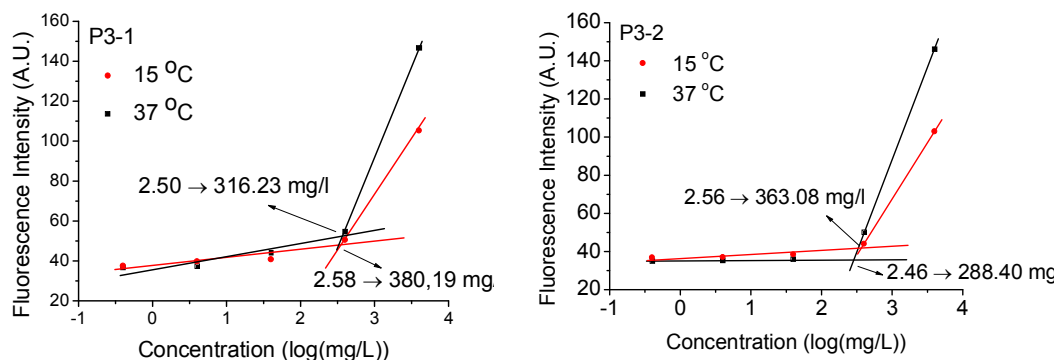 P3-1
15 °C
37 °C
Fluorescence Intensity (A.U.)
160
140
120
100
80
60
40
20
2.50 → 316.23 mg/l
2.58 → 380,19 mg/
0
1
2
3
4
Concentration (log(mg/L))
P3-2
15 °C
37 °C
Fluorescence Intensity (A.U.)
160
140
120
100
80
60
40
20
2.56 → 363.08 mg/l
2.46 → 288.40 mg
-1
0
1
2
3
4
Concentration (log(mg/L))